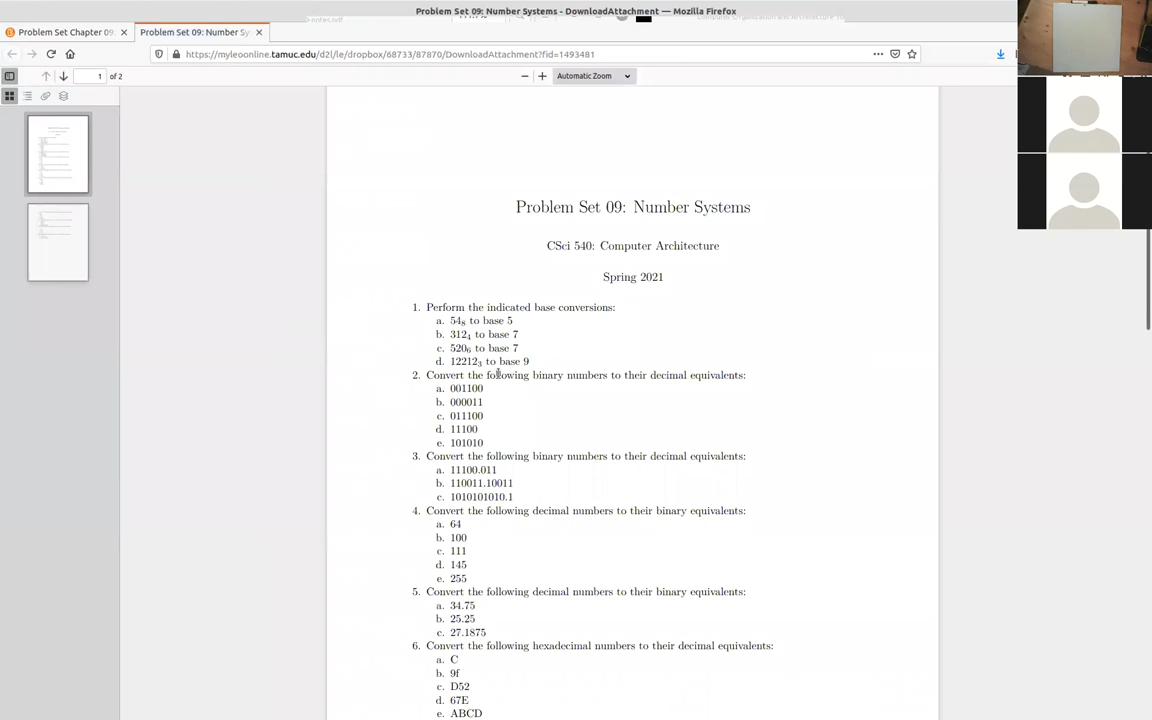 Problem Set 09: Number Systems - DownloadAttachment — Mozilla Firefox
Problem Set Chapter 09:
Problem Set 09: Number Sy
https://myleoonline.tamuc.edu/d2l/le/dropbox/68733/87870/DownloadAttachment?fid=1493481
1 of 2
Automatic Zoom
Problem Set 09: Number Systems
CSci 540: Computer Architecture
Spring 2021
1. Perform the indicated base conversions:
a. 54₈ to base 5
b. 312₄ to base 7
c. 520₆ to base 7
d. 12212₃ to base 9
2. Convert the following binary numbers to their decimal equivalents:
a. 001100
b. 000011
c. 011100
d. 11100
e. 101010
3. Convert the following binary numbers to their decimal equivalents:
a. 11100.011
b. 110011.10011
c. 1010101010.1
4. Convert the following decimal numbers to their binary equivalents:
a. 64
b. 100
c. 111
d. 145
e. 255
5. Convert the following decimal numbers to their binary equivalents:
a. 34.75
b. 25.25
c. 27.1875
6. Convert the following hexadecimal numbers to their decimal equivalents:
a. C
b. 9f
c. D52
d. 67E
e. ABCD